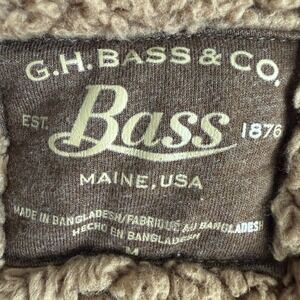 G.H. BASS & CO.
EST. Bass 1876
MAINE, USA
MADE IN BANGLADESH/FABRIQUÉ AU BANGLADESH
HECHO EN BANGLADESH
M